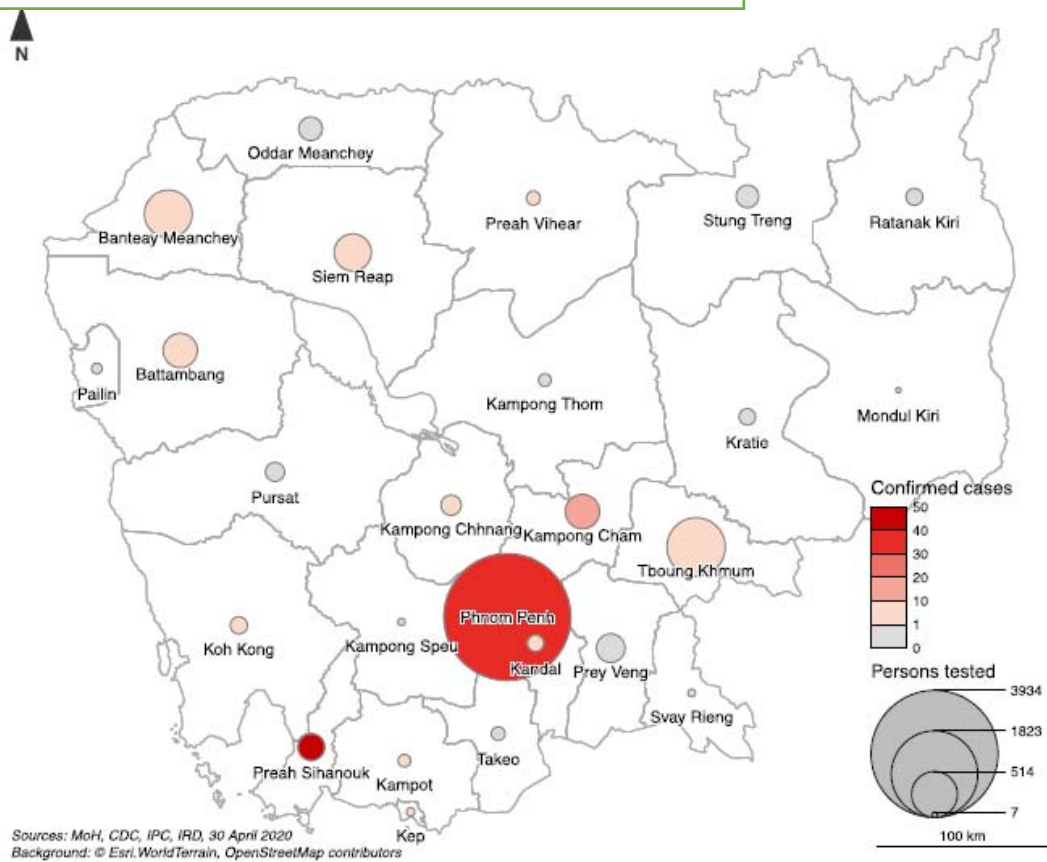 N
Oddar Meanchey
Preah Vihear
Stung Treng
Ratanak Kiri
Banteay Meanchey
Siem Reap
Battambang
Pailin
Kampong Thom
Mondul Kiri
Kratie
Pursat
Confirmed cases
50
40
30
20
10
1
0
Kampong Chhnang
Kampong Cham
Tboung Khmum
Phnom Penh
Koh Kong
Kampong Speu
Kandal
Prey Veng
Persons tested
3934
1823
514
7
Svay Rieng
Takeo
Preah Sihanouk
Kampot
Kep
100 km
Sources: MoH, CDC, IPC, IRD, 30 April 2020
Background: © Esri.WorldTerrain, OpenStreetMap contributors